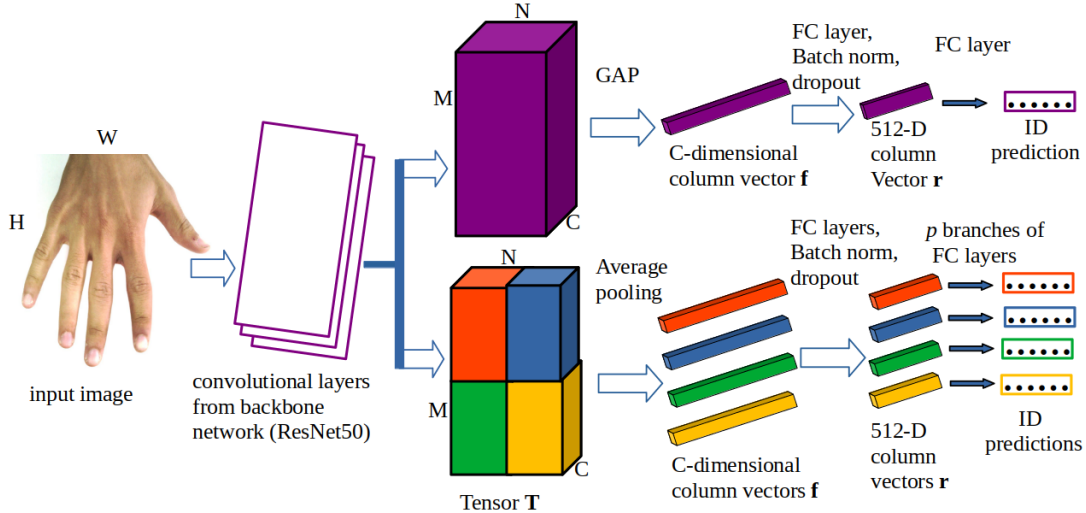 W
H
input image
convolutional layers
from backbone
network (ResNet50)
N
M
C
GAP
C-dimensional
column vector f
FC layer,
Batch norm,
dropout
512-D
column
Vector r
FC layer
ID
prediction
N
M
C
Tensor T
Average
pooling
C-dimensional
column vectors f
FC layers,
Batch norm,
dropout
512-D
column
vectors r
p branches of
FC layers
ID
predictions